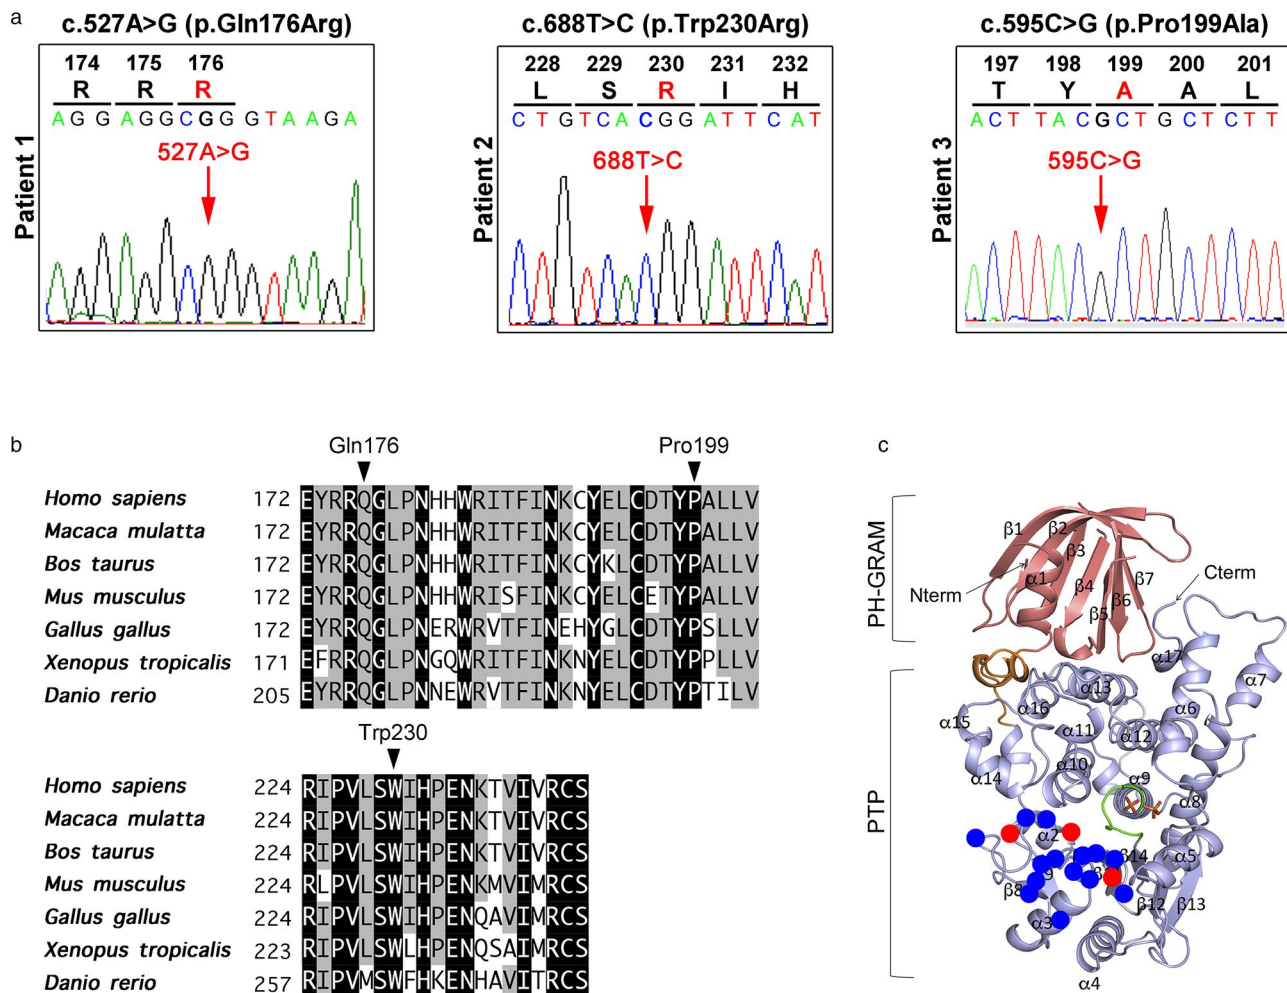 a
c.527A>G (p.Gln176Arg)
Patient 1
174 175 176
R R R
AGGAGGCGGGTAAGA
527A>G
c.688T>C (p.Trp230Arg)
Patient 2
228 229 230 231 232
L S R I H
CTGTCACGGATTCAT
688T>C
c.595C>G (p.Pro199Ala)
Patient 3
197 198 199 200 201
T Y A A L
ACTTACGCTGCTCTT
595C>G
b
Gln176 Pro199
Homo sapiens 172 EYRRQGLPNHHWRITFINKCYELCDTYPALLV
Macaca mulatta 172 EYRRQGLPNHHWRITFINKCYELCDTYPALLV
Bos taurus 172 EYRRQGLPNHHWRITFINKCYKLCDTYPALLV
Mus musculus 172 EYRRQGLPNHHWRISFINKCYELCETYPALLV
Gallus gallus 172 EYRRQGLPNERWRVTFINEHYGLCDTYPSLLV
Xenopus tropicalis 171 EFRRQGLPNGQWRITFINKNYELCDTYPPLLV
Danio rerio 205 EYRRQGLPNNEWRVTFINKNYELCDTYPTILV
Trp230
Homo sapiens 224 RIPVLSWIHPENKTVIVRCS
Macaca mulatta 224 RIPVLSWIHPENKTVIVRCS
Bos taurus 224 RIPVLSWIHPENKTVIVRCS
Mus musculus 224 RLPVLSWIHPENKMVIMRCS
Gallus gallus 224 RIPVLSWIHPENQAVIMRCS
Xenopus tropicalis 223 RIPVLSWLHPENQSAIMRCS
Danio rerio 257 RIPVMSWFHKENHAVITRCS
c
PH-GRAM
PTP
β1 β2
β3
α1 β4 β7
β5 β6
Nterm
Cterm
α17
α7
α13
α16 α6
α15 α11 α12
α14 α10 α9
α8
α2
β14 α5
β8
β12 β13
α3
α4